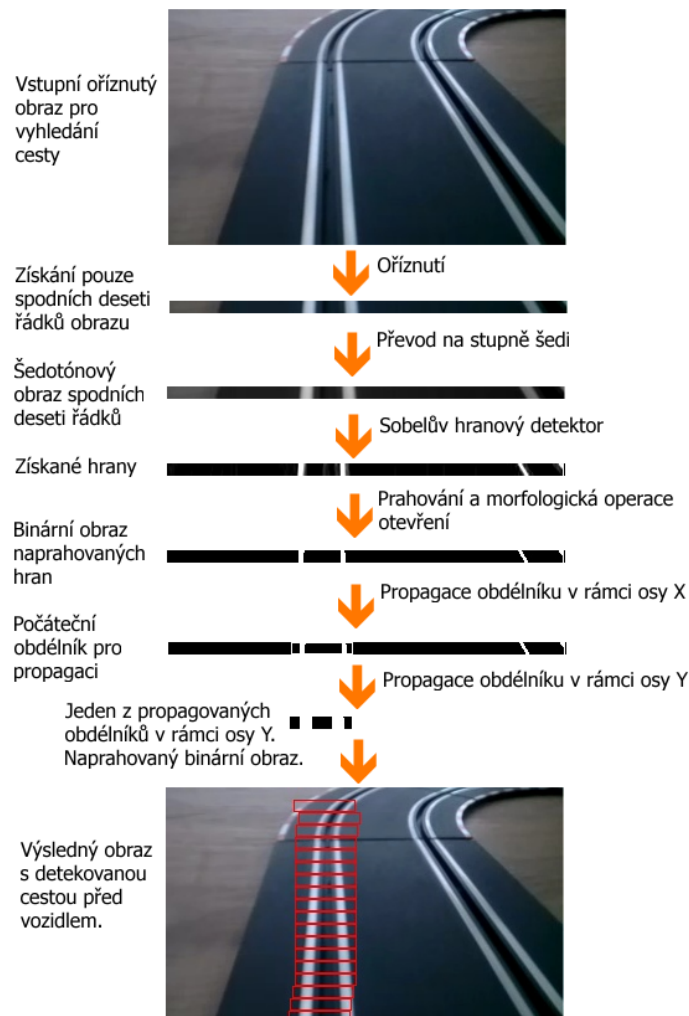 Vstupní oříznutý
obraz pro
vyhledání
cesty
Oříznutí
Získání pouze
spodních deseti
řádků obrazu
Převod na stupně šedi
Šedotónový
obraz spodních
deseti řádků
Sobelův hranový detektor
Získané hrany
Prahování a morfologická operace
otevření
Binární obraz
naprahovaných
hran
Propagace obdélníku v rámci osy X
Počáteční
obdélník pro
propagaci
Propagace obdélníku v rámci osy Y
Jeden z propagovaných
obdélníků v rámci osy Y.
Naprahovaný binární obraz.
Výsledný obraz
s detekovanou
cestou před
vozidlem.